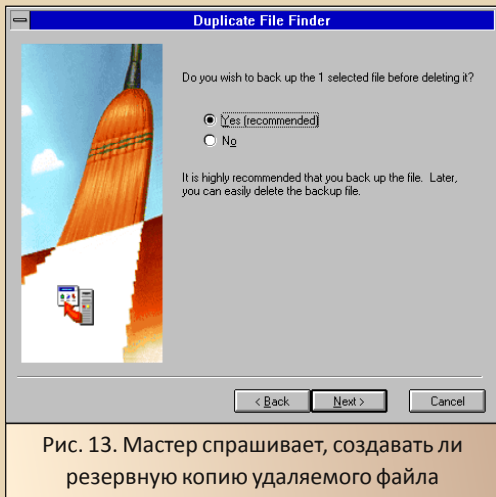 Duplicate File Finder
Do you wish to back up the 1 selected file before deleting it?
Yes (recommended)
No
It is highly recommended that you back up the file. Later,
you can easily delete the backup file.
< Back
Next >
Cancel
Рис. 13. Мастер спрашивает, создавать ли
резервную копию удаляемого файла